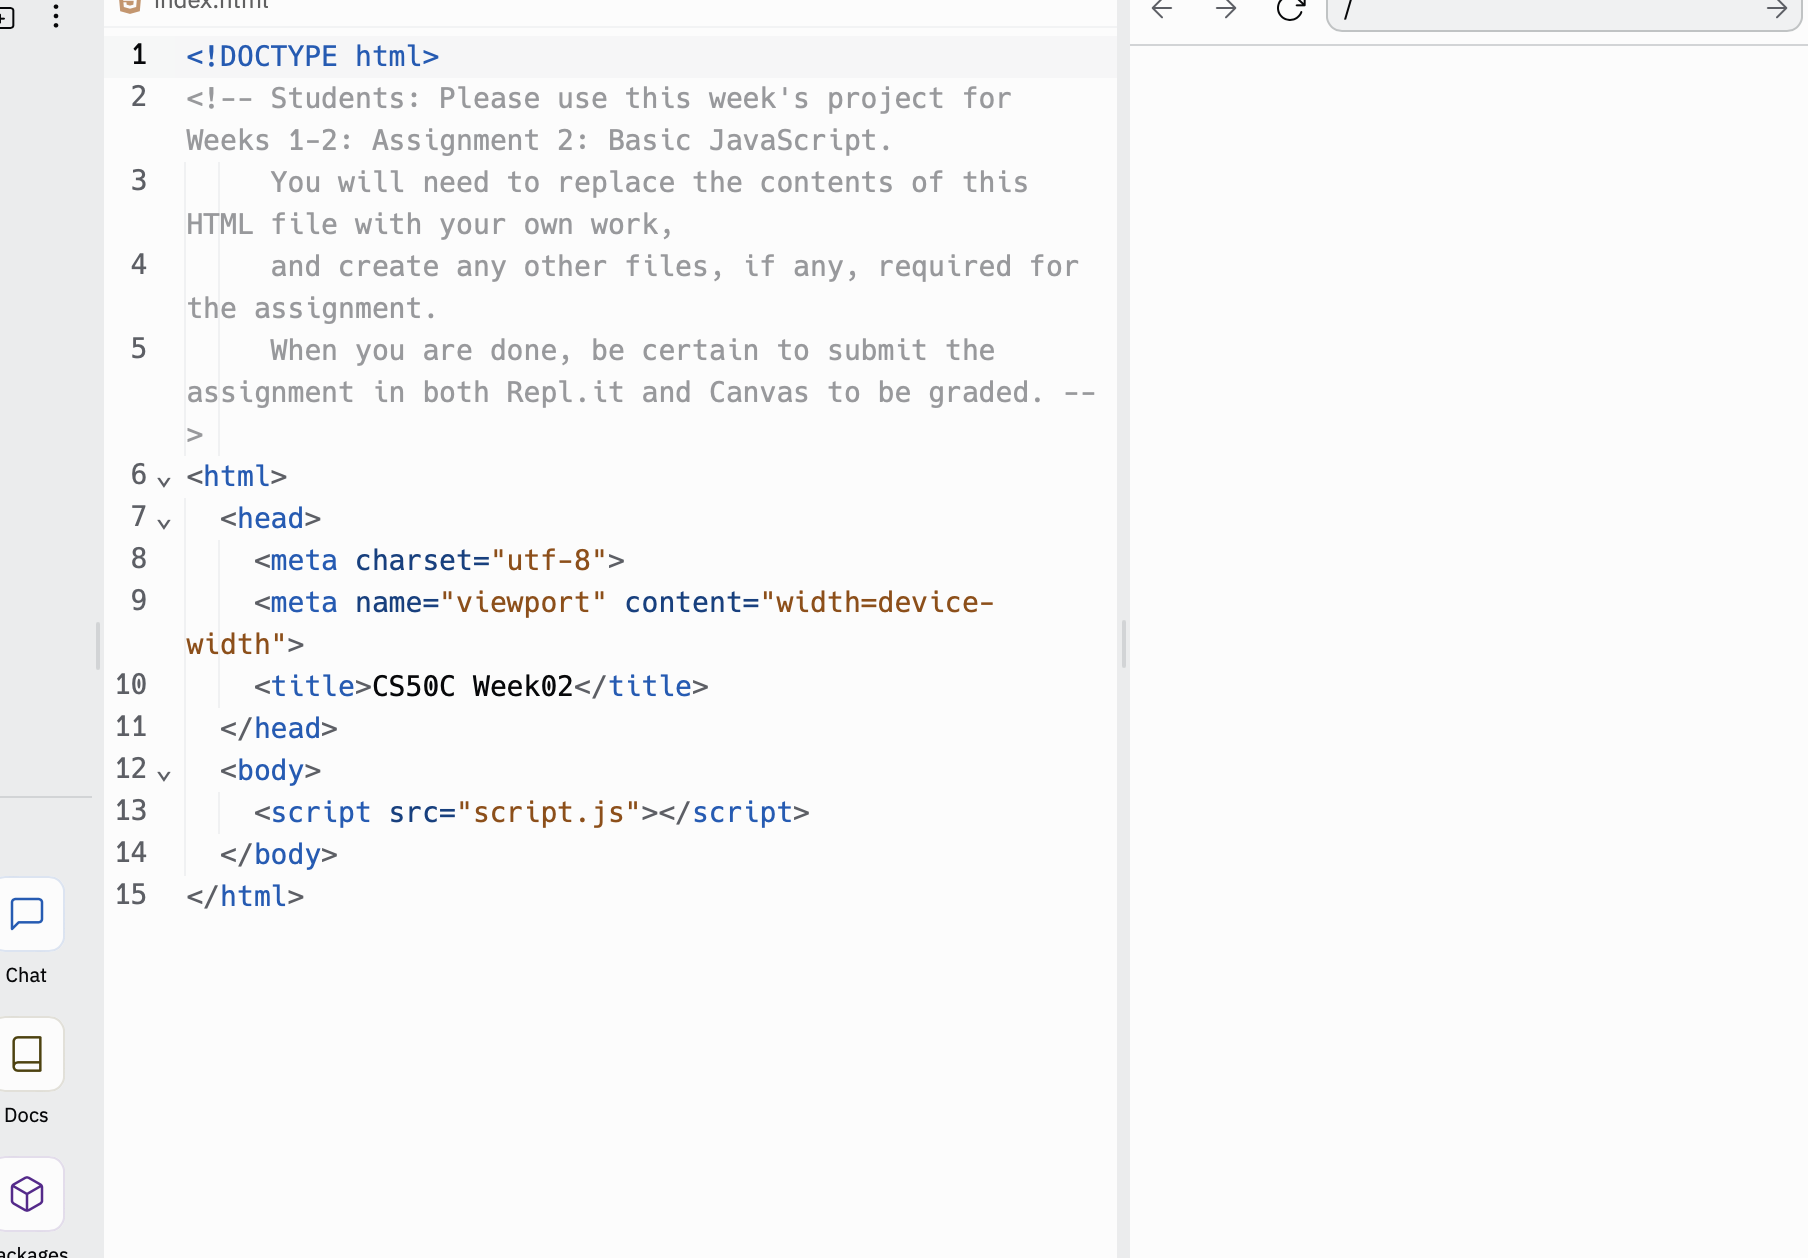 index.html
1 <!DOCTYPE html>
2 <!-- Students: Please use this week's project for
Weeks 1-2: Assignment 2: Basic JavaScript.
3      You will need to replace the contents of this
HTML file with your own work,
4      and create any other files, if any, required for
the assignment.
5      When you are done, be certain to submit the
assignment in both Repl.it and Canvas to be graded. --
>
6 <html>
7   <head>
8     <meta charset="utf-8">
9     <meta name="viewport" content="width=device-
width">
10     <title>CS50C Week02</title>
11   </head>
12   <body>
13     <script src="script.js"></script>
14   </body>
15 </html>
/
Chat
Docs
ackages